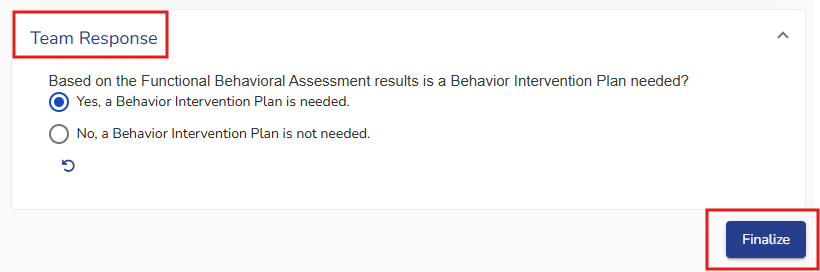 Team Response
Based on the Functional Behavioral Assessment results is a Behavior Intervention Plan needed?
Yes, a Behavior Intervention Plan is needed.
No, a Behavior Intervention Plan is not needed.
Finalize